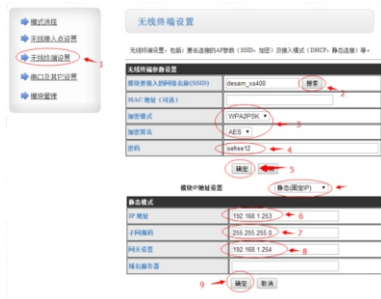 模式选择
无线接入点设置
无线终端设置
串口及其它设置
模块管理
1
无线终端设置
无线终端设置,包括:要去连接的AP参数(SSID,加密)及接入模式(DHCP,静态连接)等。
无线终端参数设置
模块要接入的网络名称(SSID) desam_xs400 搜索
2
MAC 地址(可选)
加密模式 WPA2PSK
3
加密算法 AES
密码 safsae12
4
确定
5
模块IP地址设置 静态(固定IP)
静态模式
IP 地址 192.168.1.253
6
子网掩码 255.255.255.0
7
网关设置 192.168.1.254
8
域名服务器
9
确定 取消